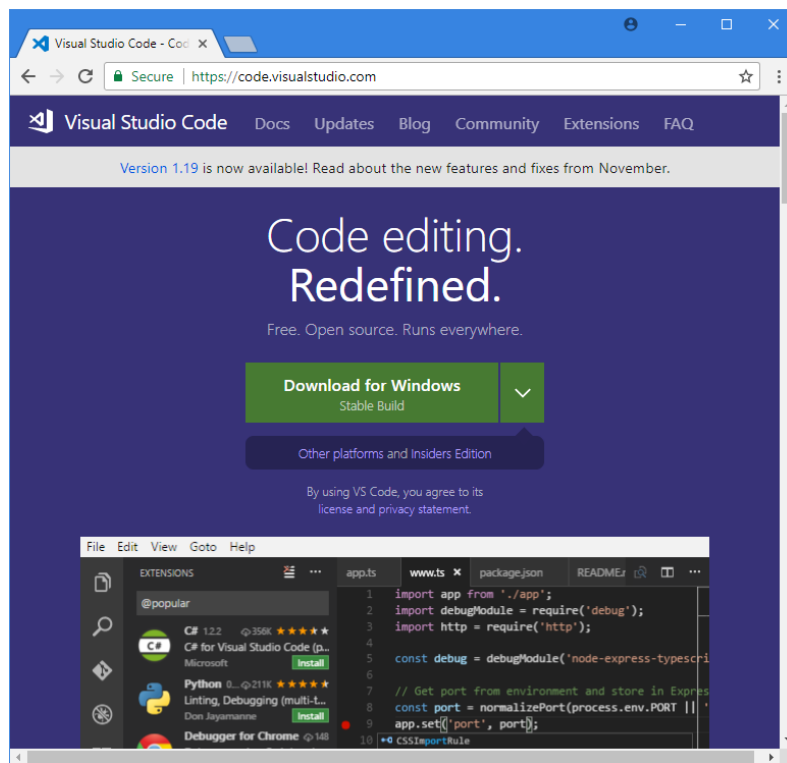 Visual Studio Code - Cod
Secure https://code.visualstudio.com
Visual Studio Code Docs Updates Blog Community Extensions FAQ
Version 1.19 is now available! Read about the new features and fixes from November.
Code editing.
Redefined.
Free. Open source. Runs everywhere.
Download for Windows
Stable Build
Other platforms and Insiders Edition
By using VS Code, you agree to its
license and privacy statement.
File Edit View Goto Help
EXTENSIONS
@popular
C# 1.2.2 356K
C# for Visual Studio Code (p...
Microsoft Install
Python 0... 211K
Linting, Debugging (multi-t...
Don Jayamanne Install
Debugger for Chrome 148
app.ts www.ts package.json README.r
1 import app from './app';
2 import debugModule = require('debug');
3 import http = require('http');
4
5 const debug = debugModule('node-express-typescri
6
7 // Get port from environment and store in Expres
8 const port = normalizePort(process.env.PORT || '
9 app.set('port', port);
10 CSSImportRule